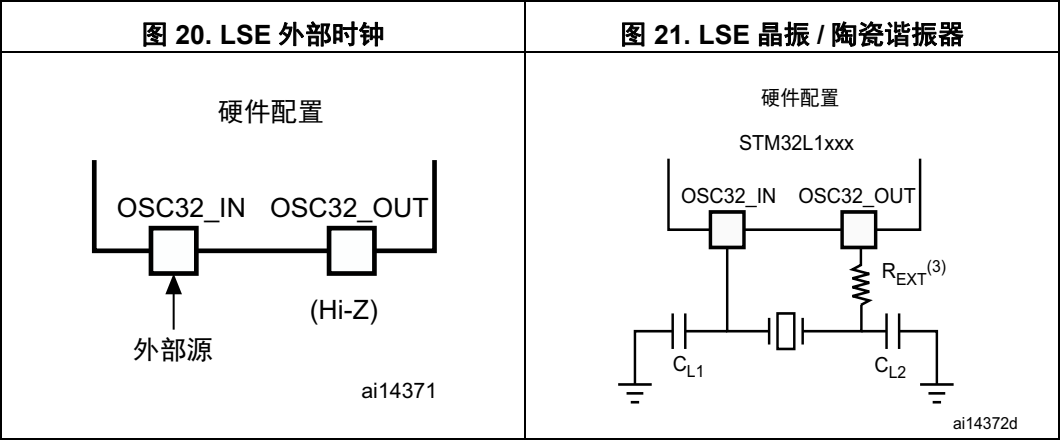 图 20. LSE 外部时钟
硬件配置
OSC32_IN OSC32_OUT
(Hi-Z)
外部源
ai14371
图 21. LSE 晶振 / 陶瓷谐振器
硬件配置
STM32L1xxx
OSC32_IN OSC32_OUT
REXT(3)
CL1
CL2
ai14372d